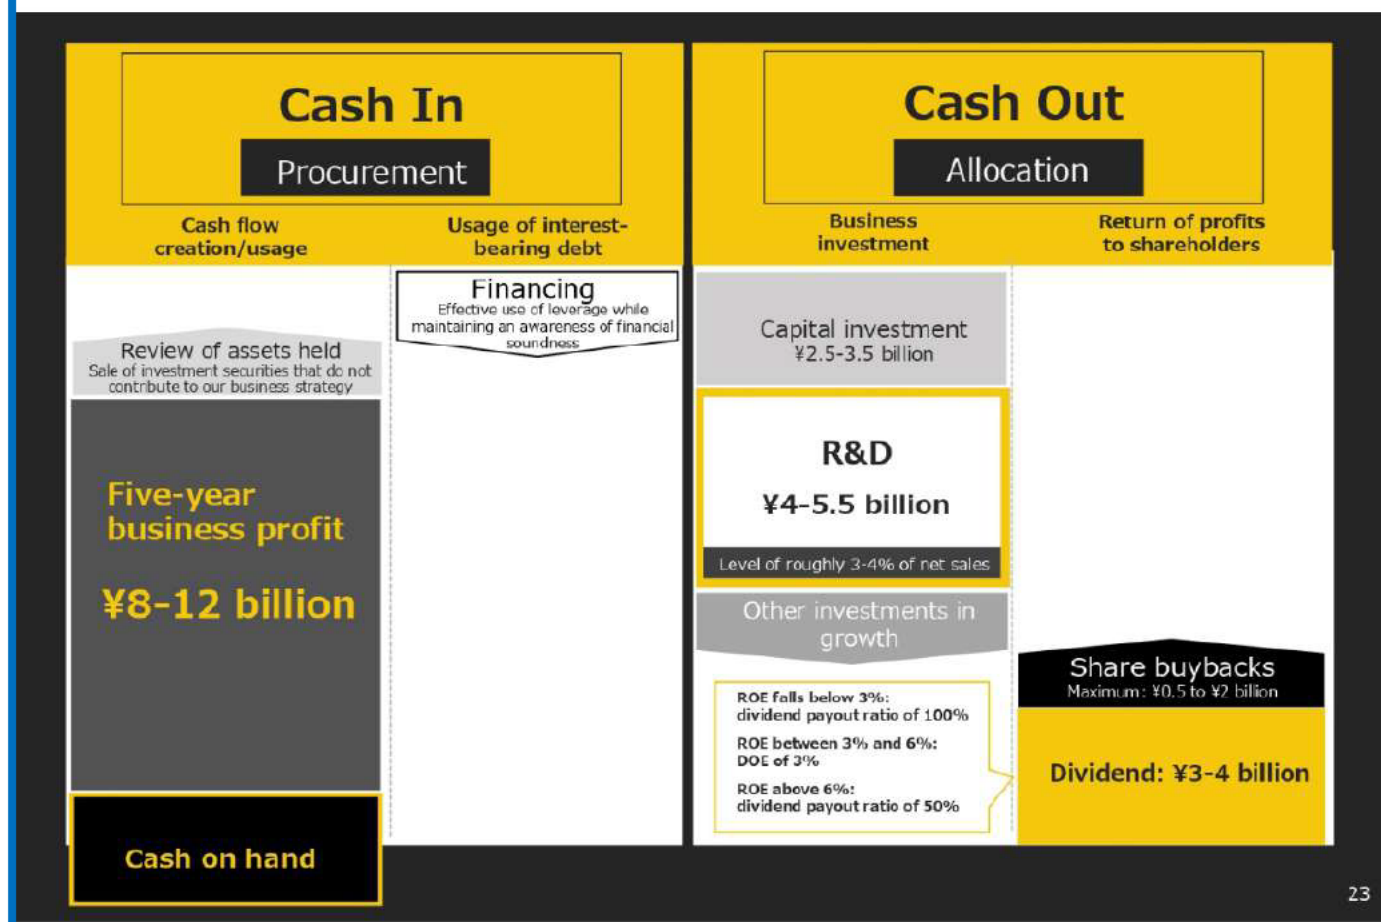 Cash In
Procurement
Cash flow
creation/usage
Usage of interest-
bearing debt
Financing
Effective use of leverage while
maintaining an awareness of financial
soundness
Review of assets held
Sale of investment securities that do not
contribute to our business strategy
Five-year
business profit
¥8-12 billion
Cash on hand
Cash Out
Allocation
Business
investment
Return of profits
to shareholders
Capital investment
¥2.5-3.5 billion
R&D
¥4-5.5 billion
Level of roughly 3-4% of net sales
Other investments in
growth
ROE falls below 3%:
dividend payout ratio of 100%
ROE between 3% and 6%:
DOE of 3%
ROE above 6%:
dividend payout ratio of 50%
Share buybacks
Maximum: ¥0.5 to ¥2 billion
Dividend: ¥3-4 billion
23